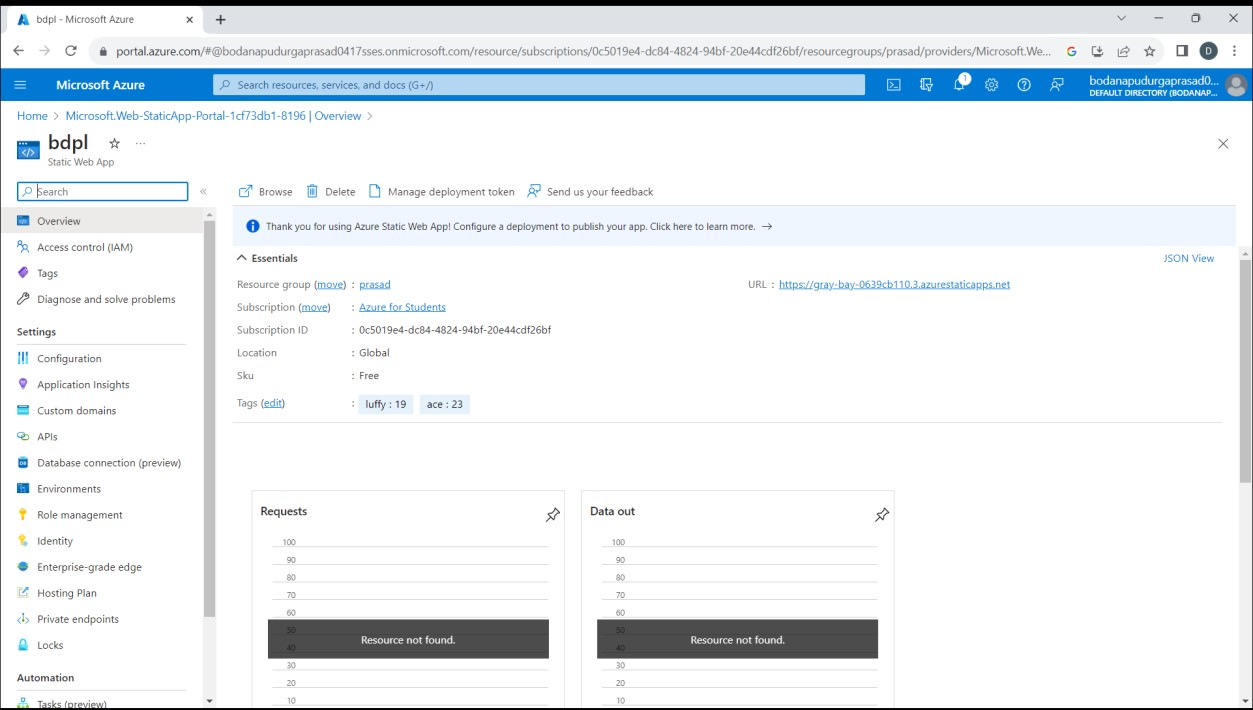 bdpl - Microsoft Azure
portal.azure.com/#@bodanapudurgaprasad0417sses.onmicrosoft.com/resource/subscriptions/0c5019e4-dc84-4824-94bf-20e44cdf26bf/resourcegroups/prasad/providers/Microsoft.We...
G
D
Microsoft Azure
Search resources, services, and docs (G+/)
1
bodanapudurgaprasad0...
DEFAULT DIRECTORY (BODANAP...
Home > Microsoft.Web-StaticApp-Portal-1cf73db1-8196 | Overview >
bdpl
...
Static Web App
Search
«
Browse
Delete
Manage deployment token
Send us your feedback
Overview
Access control (IAM)
Tags
Diagnose and solve problems
Settings
Configuration
Application Insights
Custom domains
APIs
Database connection (preview)
Environments
Role management
Identity
Enterprise-grade edge
Hosting Plan
Private endpoints
Locks
Automation
Tasks (preview)
Thank you for using Azure Static Web App! Configure a deployment to publish your app. Click here to learn more. →
Essentials
JSON View
Resource group (move) : prasad
URL : https://gray-bay-0639cb110.3.azurestaticapps.net
Subscription (move) : Azure for Students
Subscription ID : 0c5019e4-dc84-4824-94bf-20e44cdf26bf
Location : Global
Sku : Free
Tags (edit) : luffy : 19 ace : 23
Requests
100
90
80
70
60
50
Resource not found.
40
30
20
10
Data out
100
90
80
70
60
50
Resource not found.
40
30
20
10